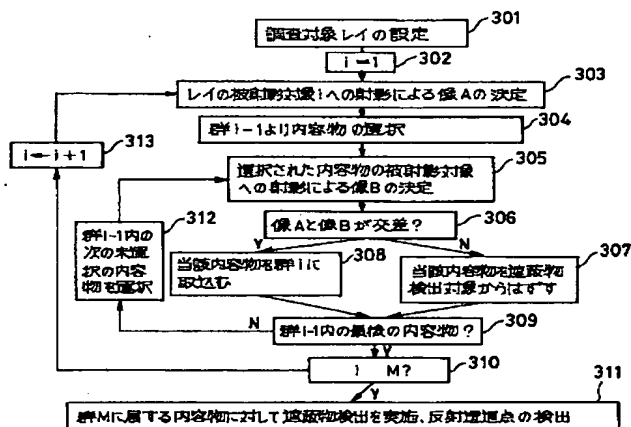 301
調査対象レイの設定
i=1
302
303
レイの被射影対象iへの射影による像Aの決定
304
群i-1より内容物の選択
313
i←i+1
305
選択された内容物の被射影対象
への射影による像Bの決定
312
306
像Aと像Bが交差?
群i-1内
の次の未選
択の内容
物を選択
Y
N
308
307
当該内容物を群iに
取込む
当該内容物を遮蔽物
検出対象からはずす
N
309
群i-1内の最後の内容物?
Y
310
M?
311
Y
群Mに属する内容物に対して遮蔽物検出を実施、反射透過点の検出